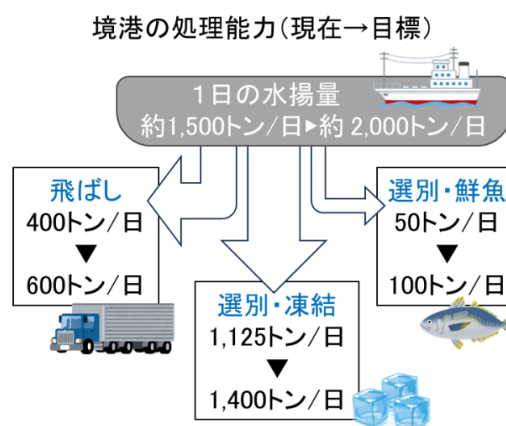 境港の処理能力（現在→目標）
１日の水揚量
約1,500トン/日▶約 2,000トン/日
飛ばし
400トン/日
▼
600トン/日
選別・凍結
1,125トン/日
▼
1,400トン/日
選別・鮮魚
50トン/日
▼
100トン/日